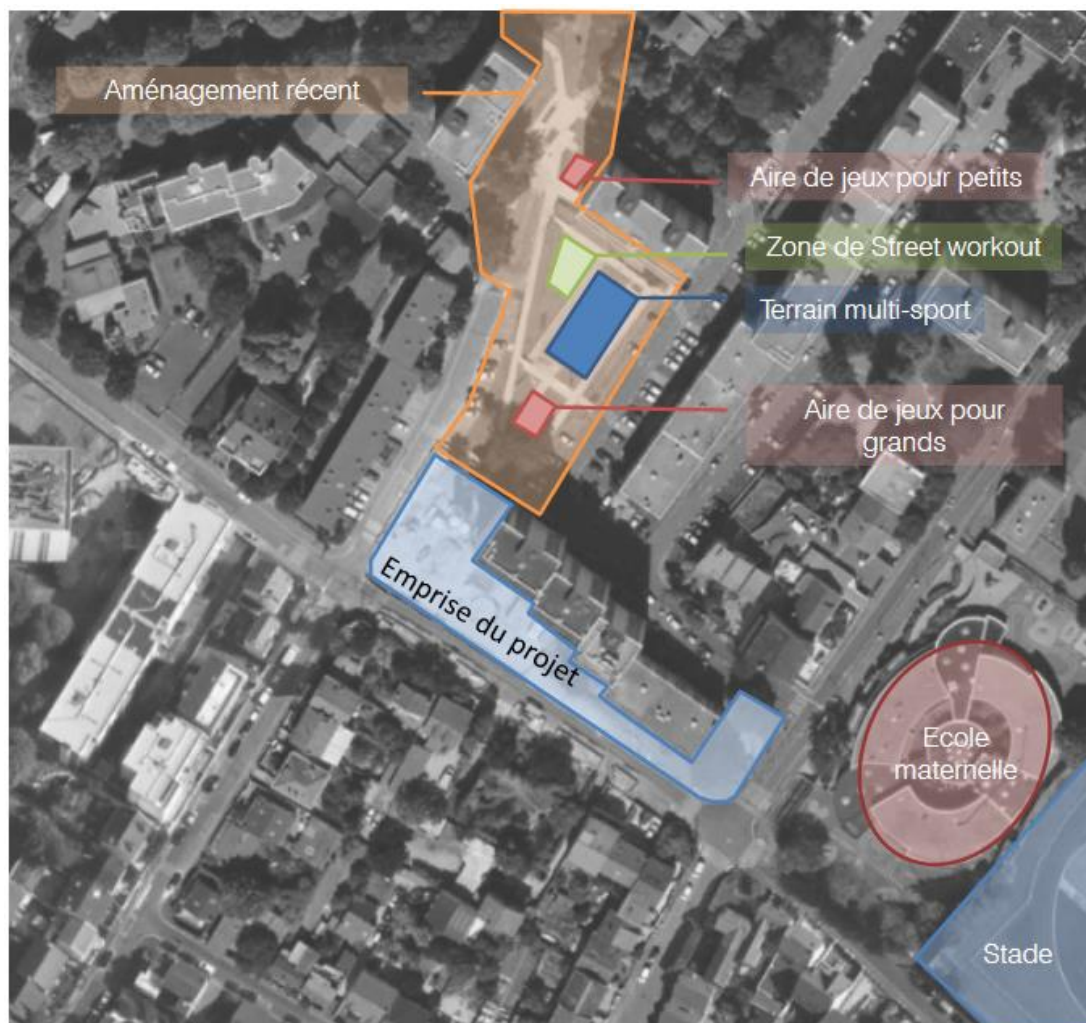 Aménagement récent
Aire de jeux pour petits
Zone de Street workout
Terrain multi-sport
Aire de jeux pour
grands
Emprise du projet
Ecole
maternelle
Stade